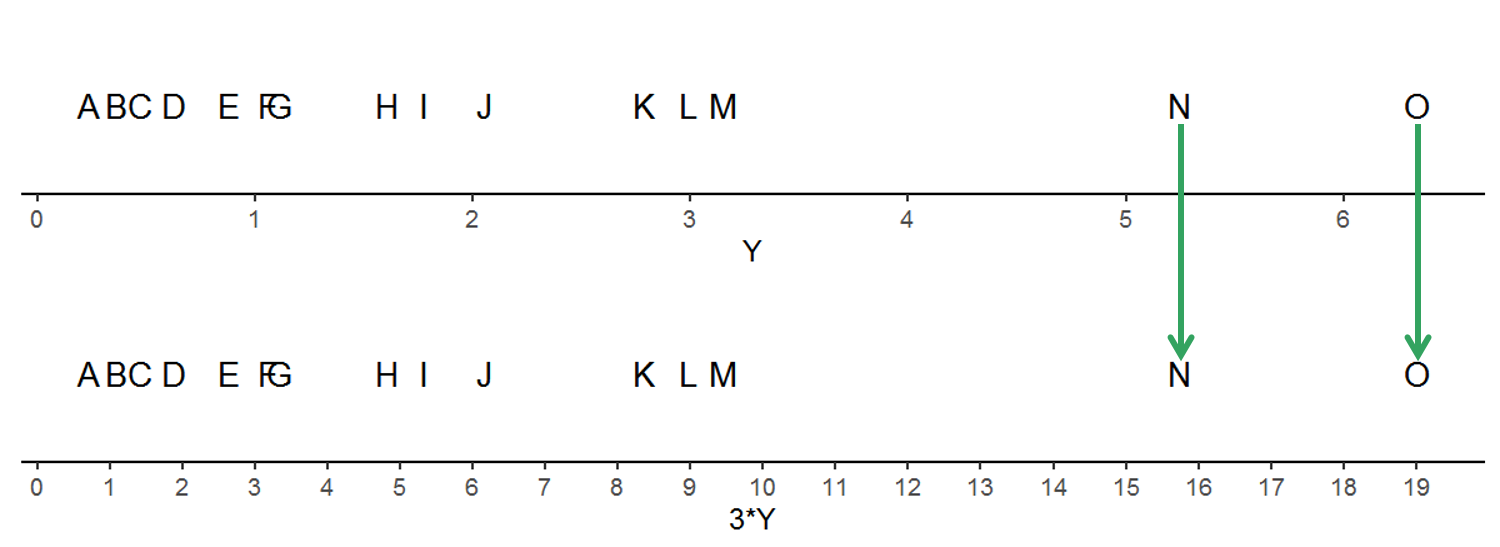 A B C D E F G H I J K L M N O
0 1 2 3 4 5 6
Y
A B C D E F G H I J K L M N O
0 1 2 3 4 5 6 7 8 9 10 11 12 13 14 15 16 17 18 19
3*Y